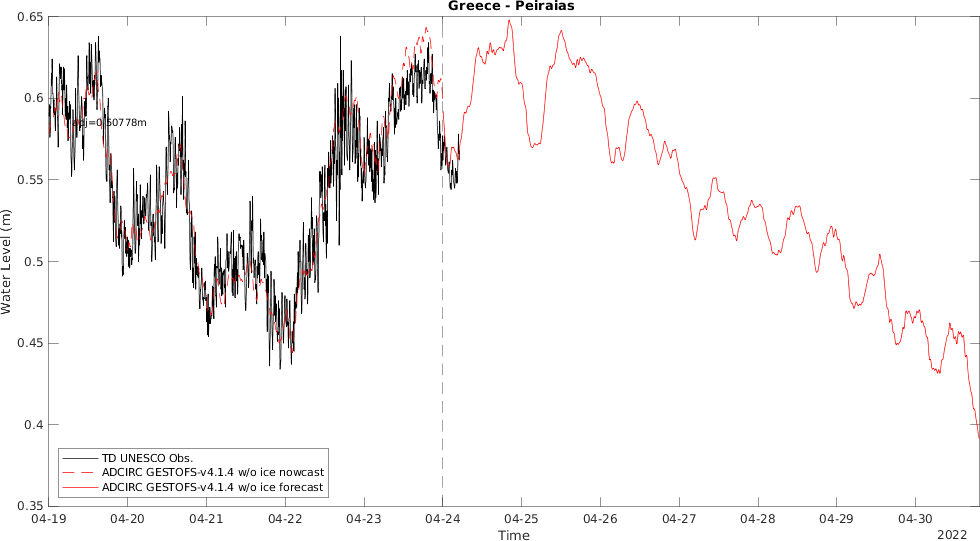 Greece - Peiraias
0.65
0.6
0.55
0.5
0.45
0.4
0.35
Water Level (m)
adj=0.50778m
TD UNESCO Obs.
ADCIRC GESTOFS-v4.1.4 w/o ice nowcast
ADCIRC GESTOFS-v4.1.4 w/o ice forecast
04-19 04-20 04-21 04-22 04-23 04-24 04-25 04-26 04-27 04-28 04-29 04-30
Time
2022